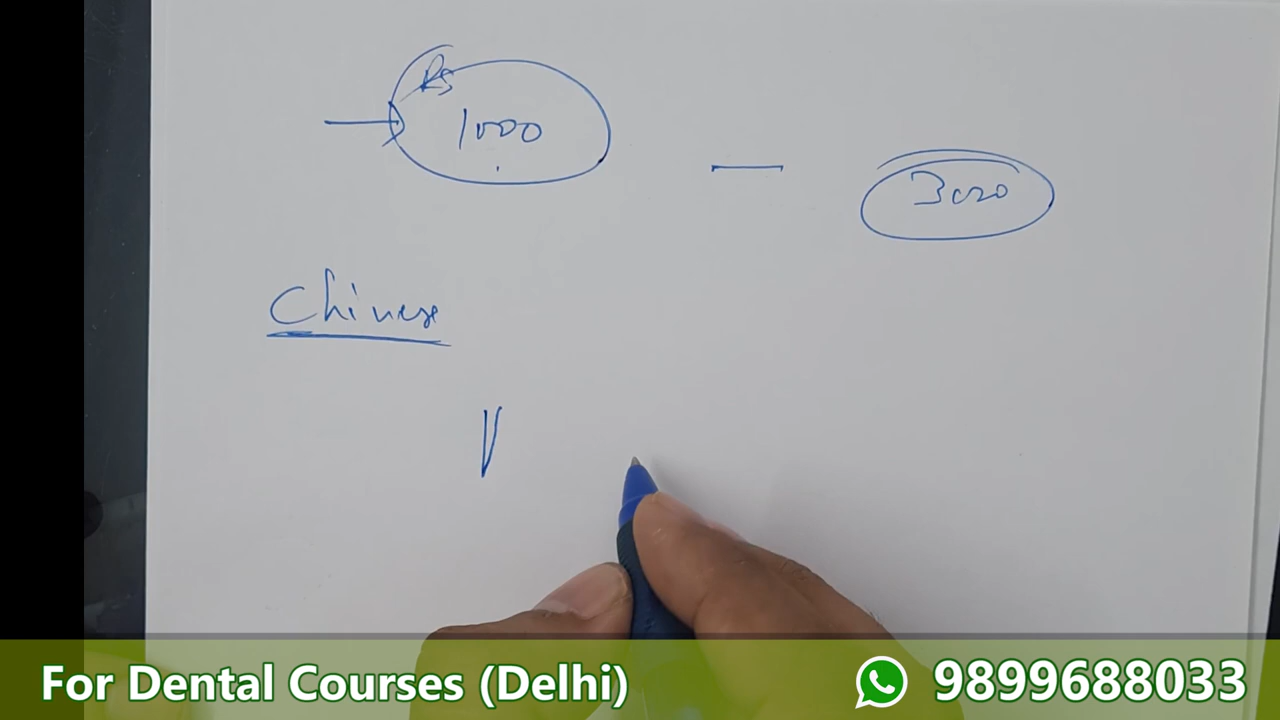 Rs
1000
— 3000
Chinese
For Dental Courses (Delhi) 9899688033